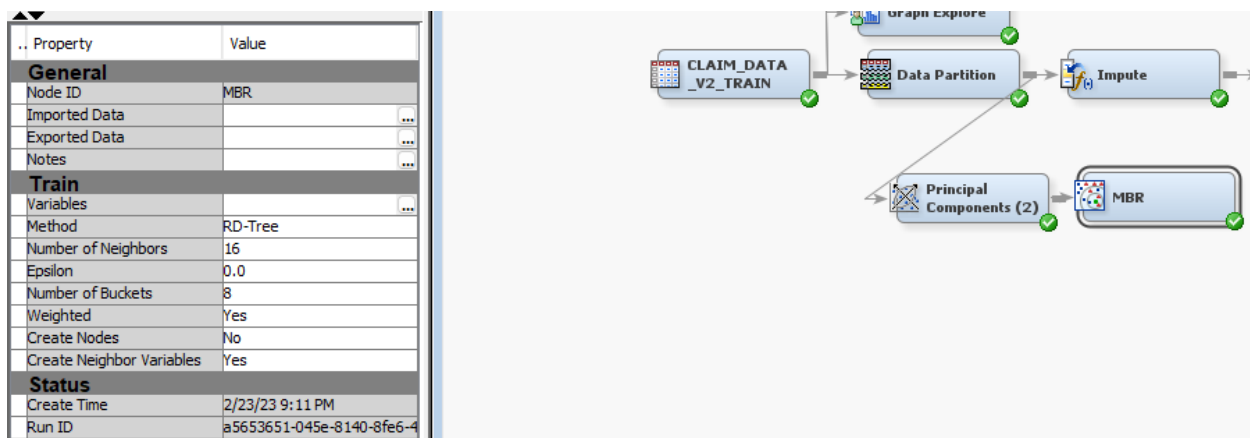 .. Property Value
General
Node ID MBR
Imported Data ...
Exported Data ...
Notes ...
Train
Variables ...
Method RD-Tree
Number of Neighbors 16
Epsilon 0.0
Number of Buckets 8
Weighted Yes
Create Nodes No
Create Neighbor Variables Yes
Status
Create Time 2/23/23 9:11 PM
Run ID a5653651-045e-8140-8fe6-4
Graph Explore
CLAIM_DATA
_V2_TRAIN
Data Partition
Impute
Principal
Components (2)
MBR